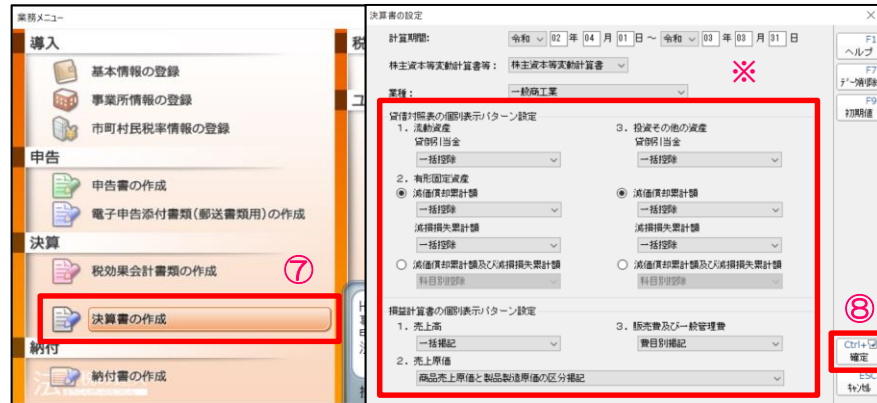 業務メニュー
導入
基本情報の登録
事業所情報の登録
市町村民税率情報の登録
申告
申告書の作成
電子申告添付書類(郵送書類用)の作成
決算
税効果会計書類の作成
⑦
決算書の作成
納付
納付書の作成
税
ユ
決算書の設定
計算期間: 令和 02 年 04 月 01 日 ~ 令和 03 年 03 月 31 日
株主資本等変動計算書等: 株主資本等変動計算書
※
業種: 一般商工業
貸借対照表の個別表示パターン設定
1. 流動資産
貸倒引当金
一括控除
2. 有形固定資産
減価償却累計額
一括控除
減損損失累計額
一括控除
減価償却累計額及び減損損失累計額
科目別控除
3. 投資その他の資産
貸倒引当金
一括控除
減価償却累計額
一括控除
減損損失累計額
一括控除
減価償却累計額及び減損損失累計額
科目別控除
損益計算書の個別表示パターン設定
1. 売上高
一括掲記
2. 売上原価
商品売上原価と製品製造原価の区分掲記
3. 販売費及び一般管理費
費目別掲記
F1
ヘルプ
F7
F9
初期値
⑧
Ctrl+
確定
ESC
キャンセル